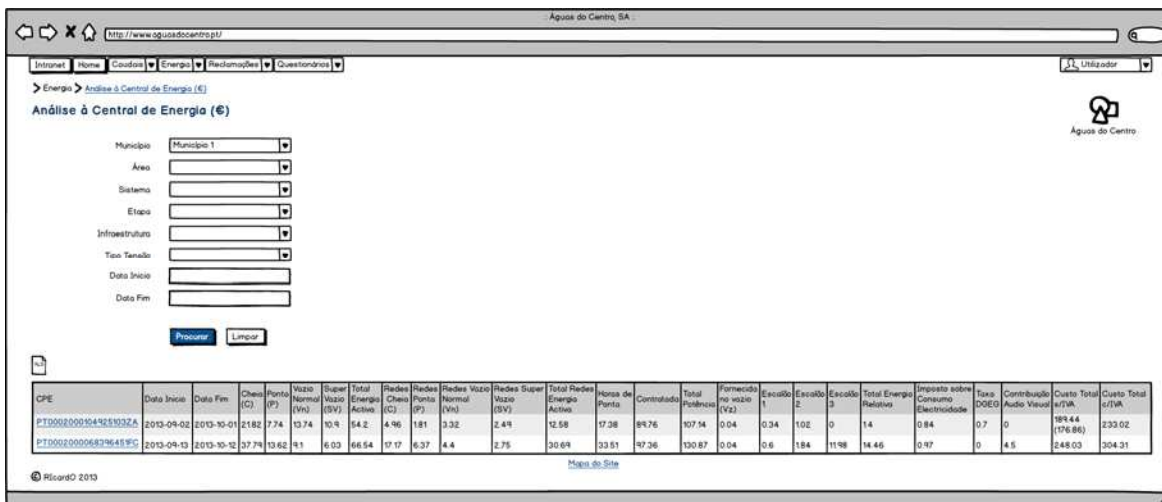 : Águas do Centro, SA :
http://www.aguasdocentro.pt/
Intranet Home Caudais Energia Reclamações Questionários Utilizador
Energia Análise à Central de Energia (€)
Análise à Central de Energia (€)
Águas do Centro
Município Município 1
Área
Sistema
Etapa
Infraestrutura
Tipo Tensão
Data Inicio
Data Fim
Procurar Limpar
CPE Data Inicio Data Fim Cheia (C) Ponta (P) Vazio Normal (Vn) Super Vazio (SV) Total Energia Activa Redes Cheia (C) Redes Ponta (P) Redes Vazio Normal (Vn) Redes Super Vazio (SV) Total Redes Energia Activa Horas de Ponta Contratada Total Potência Fornecida no vazio (Vz) Escalão 1 Escalão 2 Escalão 3 Total Energia Relativa Imposto sobre Consumo Electricidade Taxa DGEG Contribuição Audio Visual Custo Total s/IVA Custo Total c/IVA
PT0002000104925103ZA 2013-09-02 2013-10-01 21.82 7.74 13.74 10.9 54.2 4.96 1.81 3.32 2.49 12.58 17.38 89.76 107.14 0.04 0.34 1.02 0 1.4 0.84 0.7 0 189.44 (176.86) 233.02
PT0002000068396451FC 2013-09-13 2013-10-12 37.79 13.62 9.1 6.03 66.54 17.17 6.37 4.4 2.75 30.69 33.51 97.36 130.87 0.04 0.6 1.84 11.98 14.46 0.97 0 4.5 248.03 304.31
Mapa do Site
© RIcardO 2013